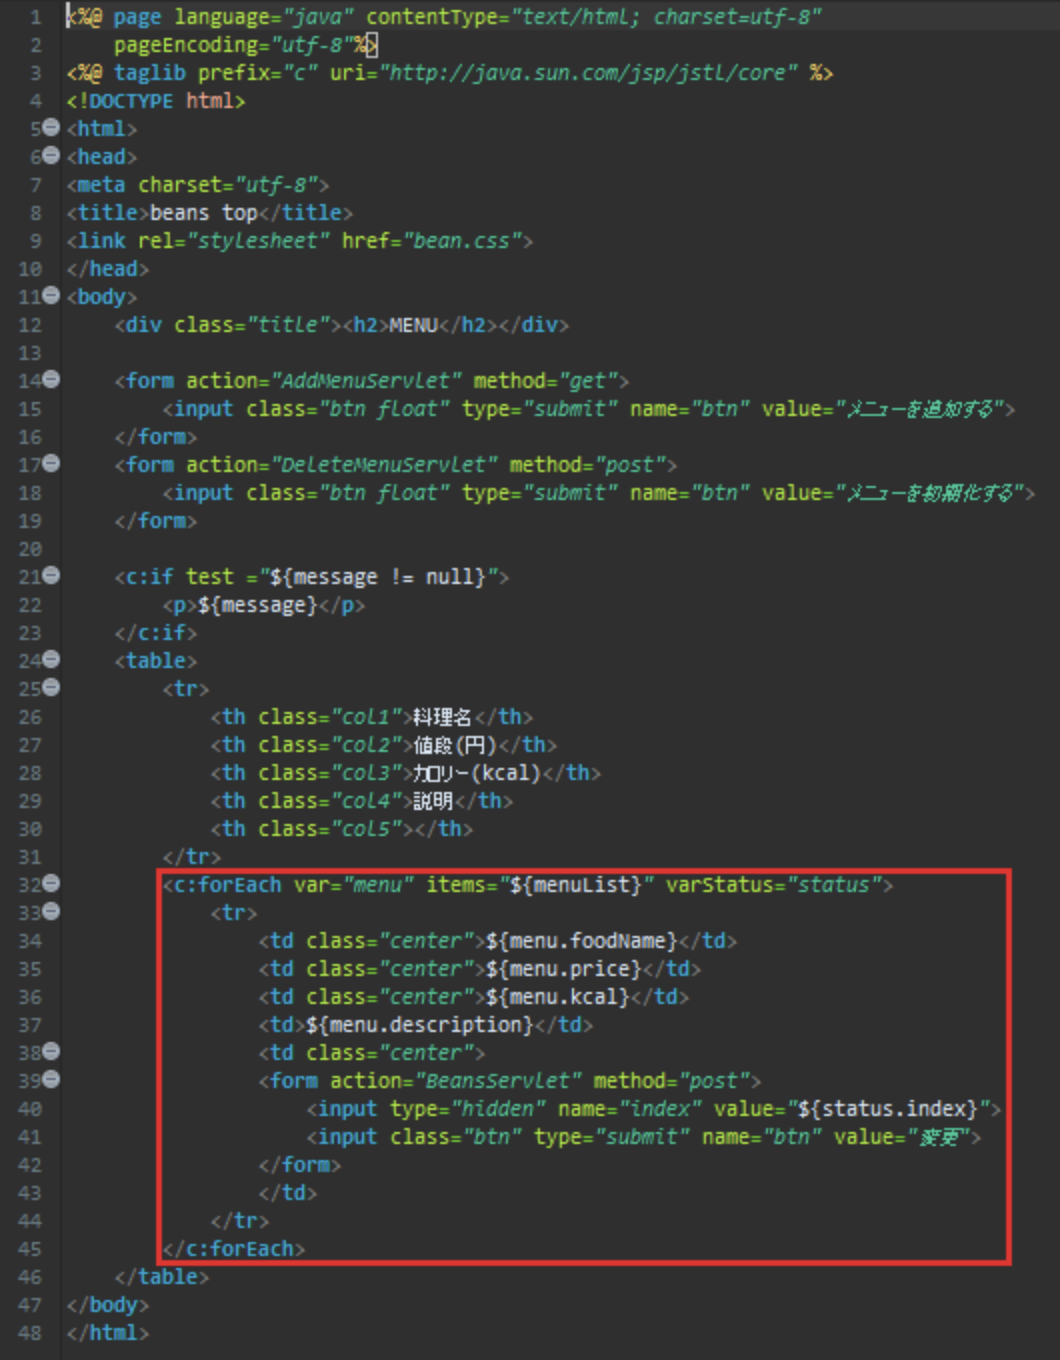 1 <%@ page language="java" contentType="text/html; charset=utf-8"
2 pageEncoding="utf-8"%>
3 <%@ taglib prefix="c" uri="http://java.sun.com/jsp/jstl/core" %>
4 <!DOCTYPE html>
5 <html>
6 <head>
7 <meta charset="utf-8">
8 <title>beans top</title>
9 <link rel="stylesheet" href="bean.css">
10 </head>
11 <body>
12 <div class="title"><h2>MENU</h2></div>
13
14 <form action="AddMenuServlet" method="get">
15 <input class="btn float" type="submit" name="btn" value="メニューを追加する">
16 </form>
17 <form action="DeleteMenuServlet" method="post">
18 <input class="btn float" type="submit" name="btn" value="メニューを初期化する">
19 </form>
20
21 <c:if test ="${message != null}">
22 <p>${message}</p>
23 </c:if>
24 <table>
25 <tr>
26 <th class="col1">料理名</th>
27 <th class="col2">値段(円)</th>
28 <th class="col3">カロリー(kcal)</th>
29 <th class="col4">説明</th>
30 <th class="col5"></th>
31 </tr>
32 <c:forEach var="menu" items="${menuList}" varStatus="status">
33 <tr>
34 <td class="center">${menu.foodName}</td>
35 <td class="center">${menu.price}</td>
36 <td class="center">${menu.kcal}</td>
37 <td>${menu.description}</td>
38 <td class="center">
39 <form action="BeansServlet" method="post">
40 <input type="hidden" name="index" value="${status.index}">
41 <input class="btn" type="submit" name="btn" value="変更">
42 </form>
43 </td>
44 </tr>
45 </c:forEach>
46 </table>
47 </body>
48 </html>